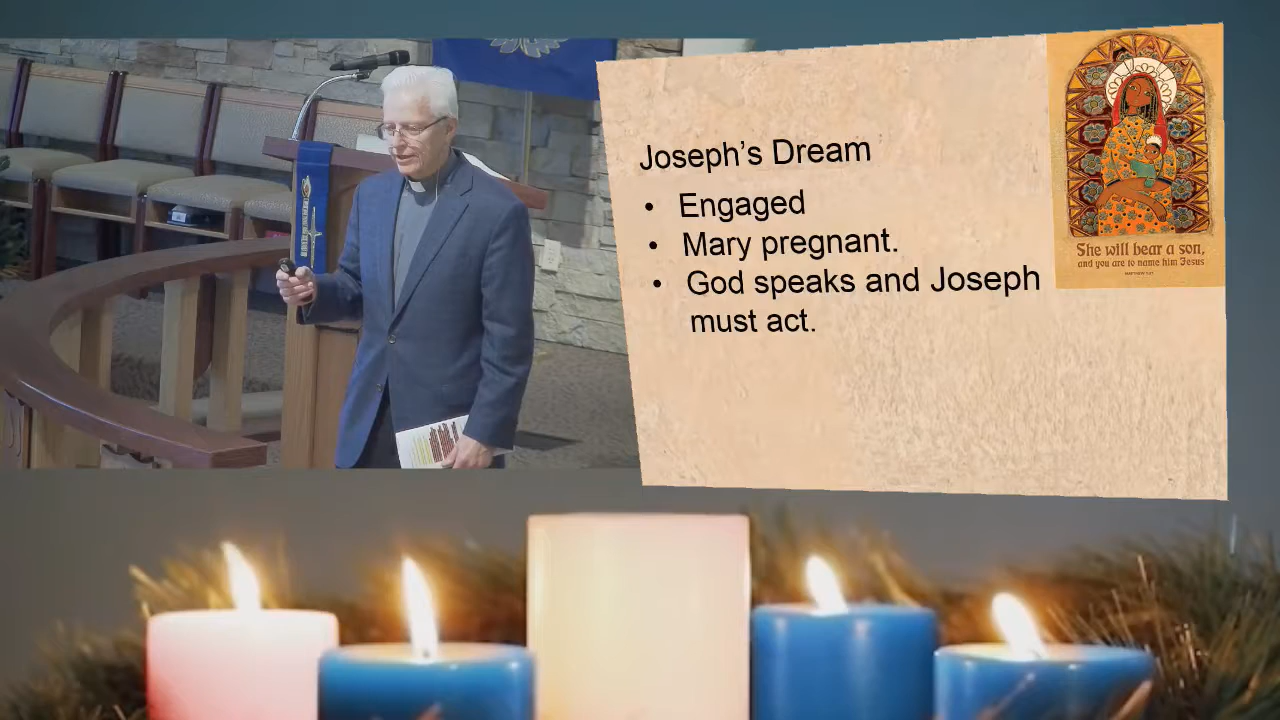 Joseph's Dream
• Engaged
• Mary pregnant.
• God speaks and Joseph
must act.
She will bear a son,
and you are to name him Jesus